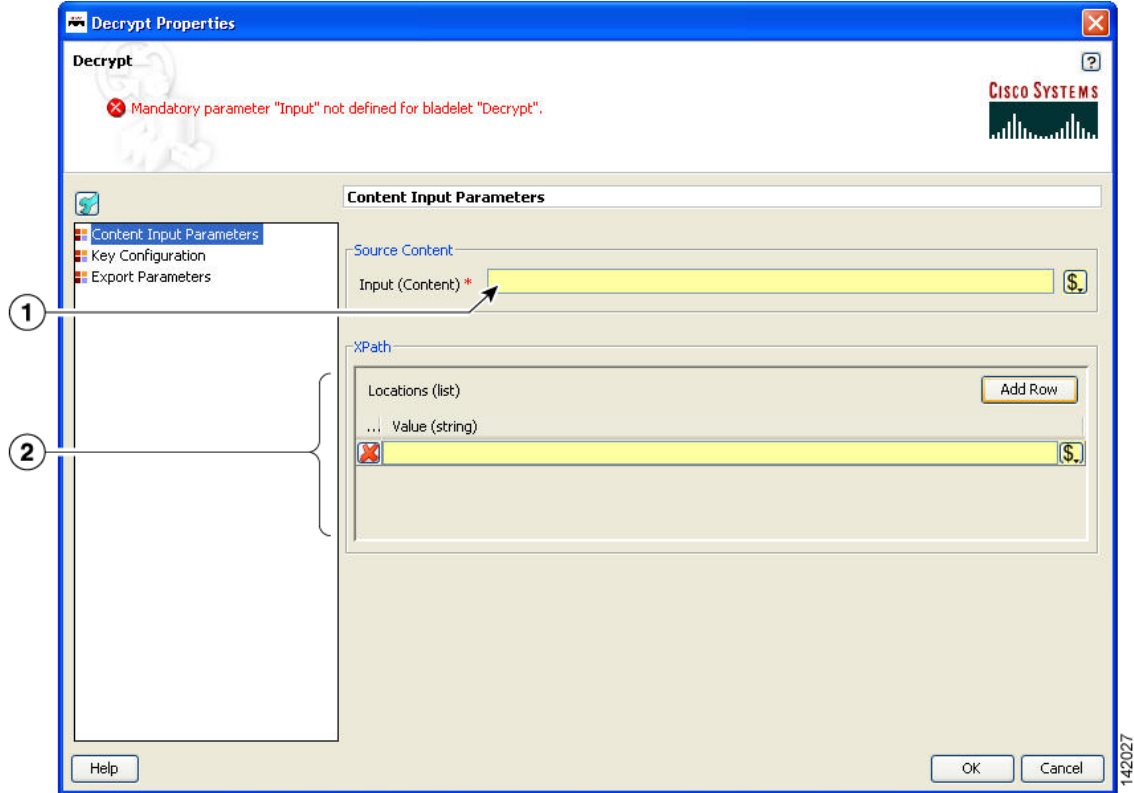 Decrypt Properties
Decrypt
?
Mandatory parameter "Input" not defined for bladelet "Decrypt".
CISCO SYSTEMS
Content Input Parameters
Content Input Parameters
Key Configuration
Export Parameters
Source Content
Input (Content) *
$
1
XPath
Locations (list)
Add Row
... Value (string)
$
2
Help
OK
Cancel
142027